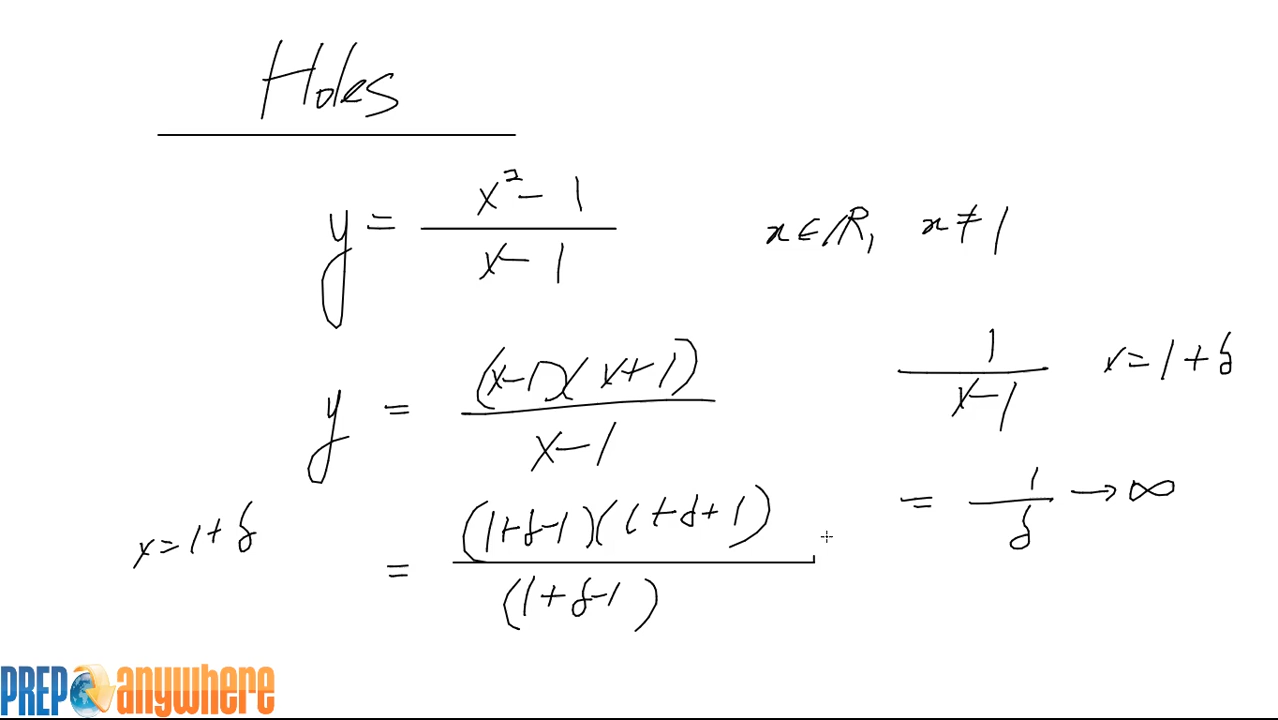 Holes
y = (x² - 1) / (x - 1)
x ∈ ℝ, x ≠ 1
y = (x-1)(x+1) / (x-1)
1 / (x-1) x = 1 + δ
= 1 / δ → ∞
x = 1 + δ
= (1+δ-1)(1+δ+1) / (1+δ-1)
PREP anywhere